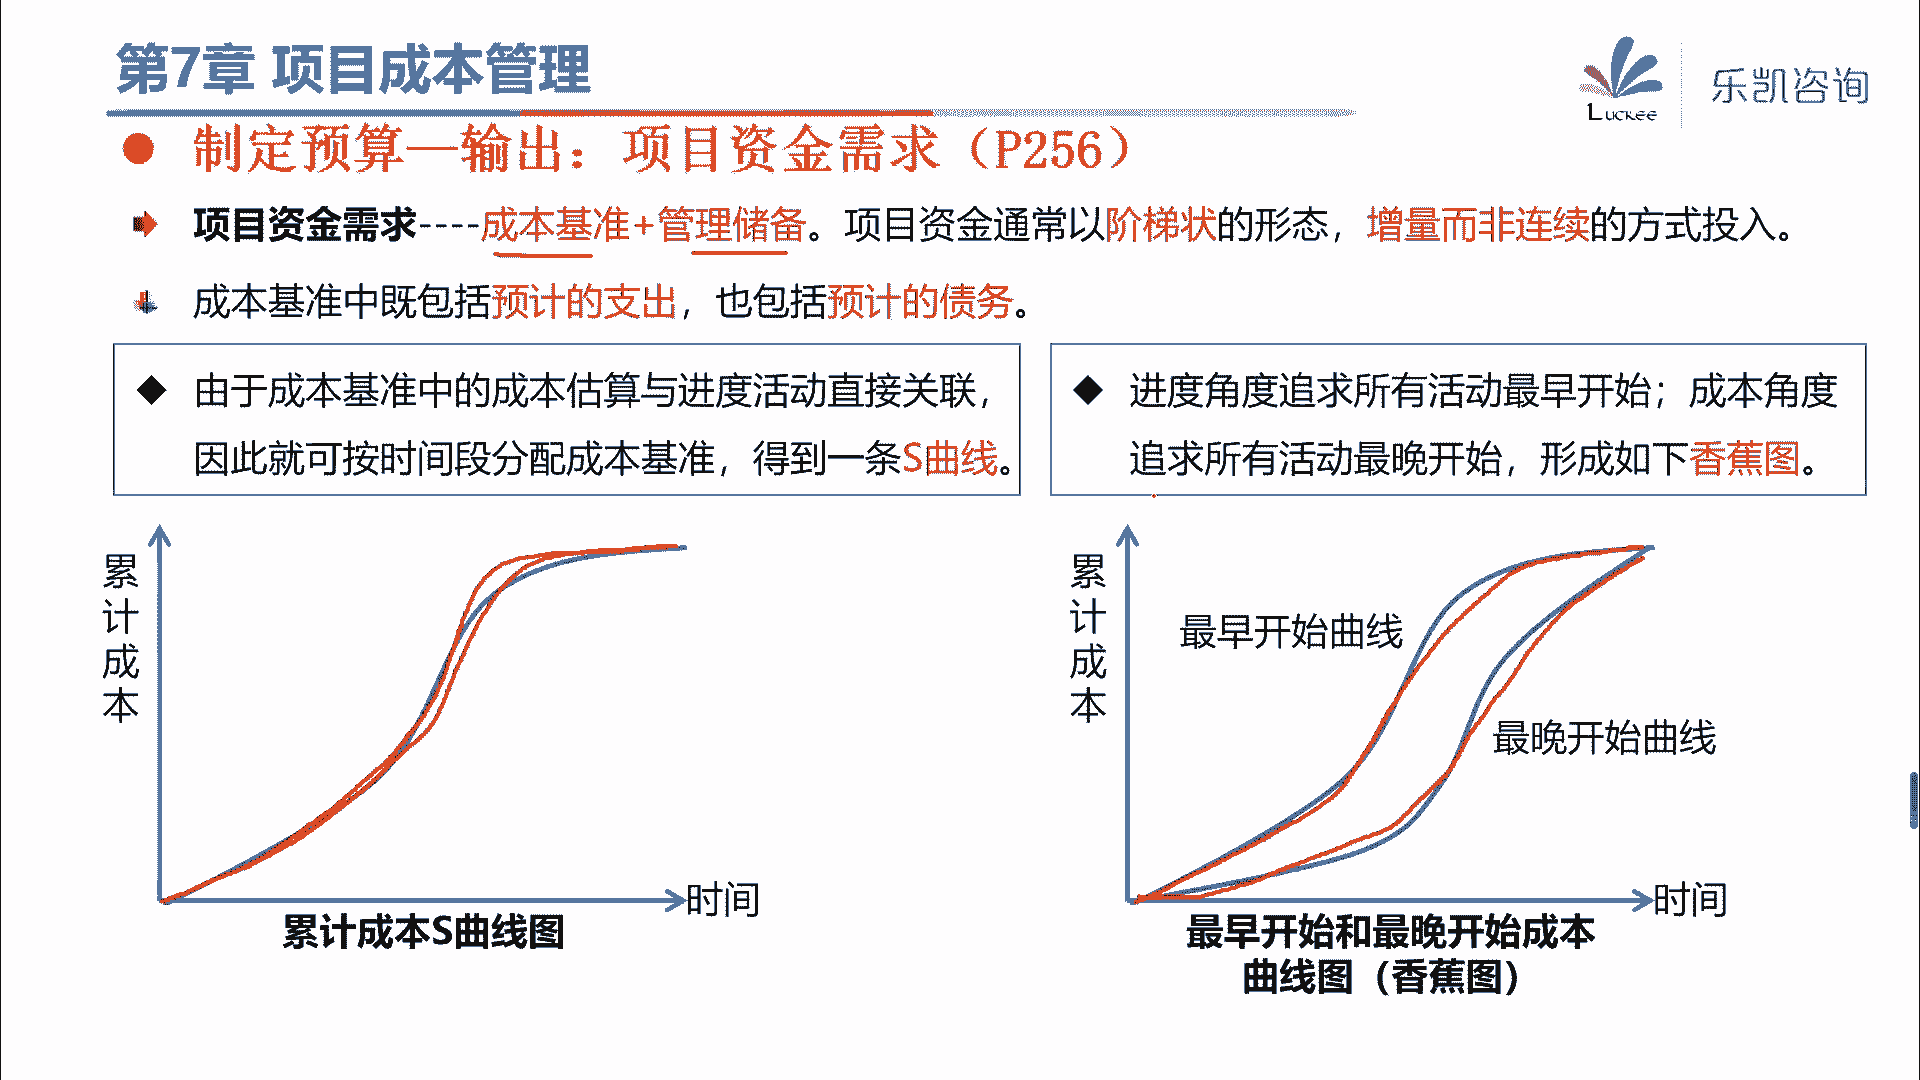 第7章 项目成本管理
LUCKEE
乐凯咨询
制定预算—输出：项目资金需求（P256）
项目资金需求----成本基准+管理储备。项目资金通常以阶梯状的形态，增量而非连续的方式投入。
成本基准中既包括预计的支出，也包括预计的债务。
由于成本基准中的成本估算与进度活动直接关联，
因此就可按时间段分配成本基准，得到一条S曲线。
进度角度追求所有活动最早开始；成本角度
追求所有活动最晚开始，形成如下香蕉图。
累计成本
时间
累计成本S曲线图
累计成本
最早开始曲线
最晚开始曲线
时间
最早开始和最晚开始成本
曲线图（香蕉图）